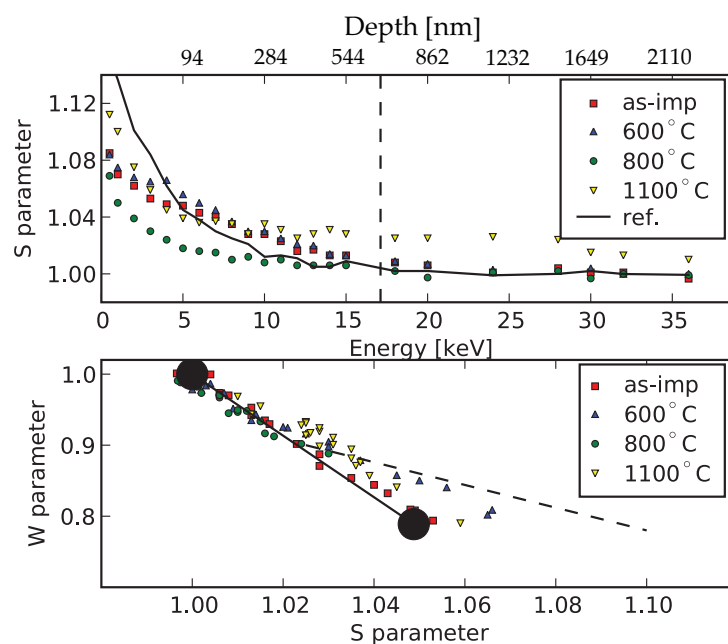 Depth [nm]
94 284 544 862 1232 1649 2110
1.12
1.08
1.04
1.00
S parameter
as-imp
600°C
800°C
1100°C
ref.
0 5 10 15 20 25 30 35
Energy [keV]
1.0
0.9
0.8
W parameter
as-imp
600°C
800°C
1100°C
1.00 1.02 1.04 1.06 1.08 1.10
S parameter